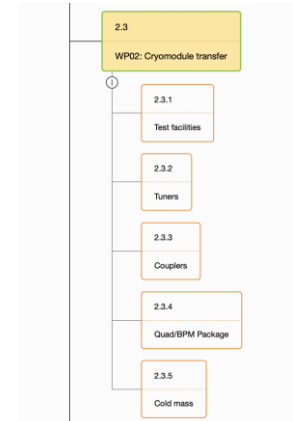 2.3
WP02: Cryomodule transfer
2.3.1
Test facilities
2.3.2
Tuners
2.3.3
Couplers
2.3.4
Quad/BPM Package
2.3.5
Cold mass